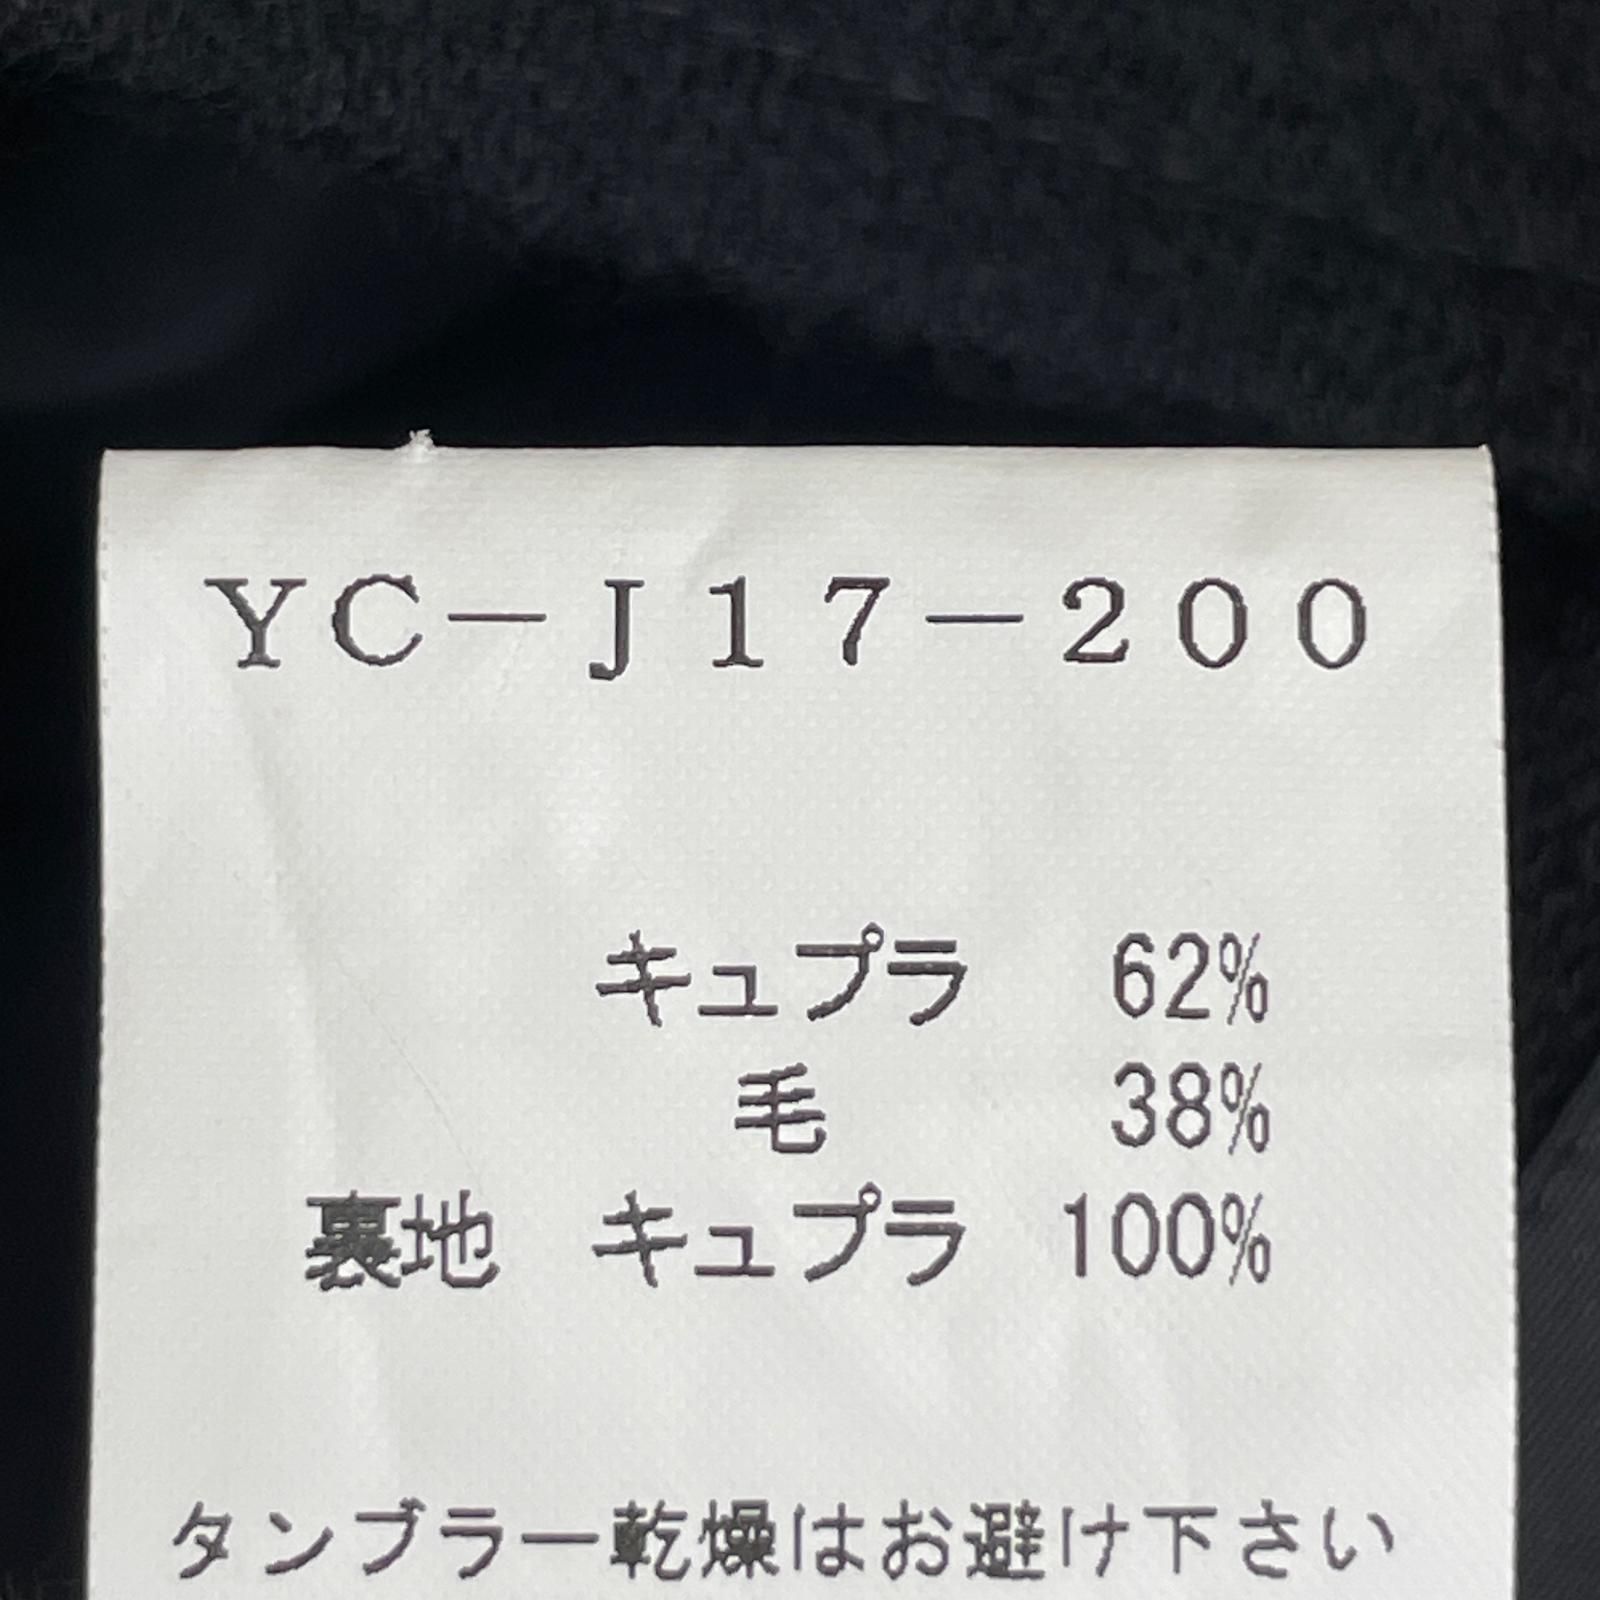 YC－J17－200
キュプラ 62%
毛 38%
裏地 キュプラ 100%
タンブラー乾燥はお避け下さい